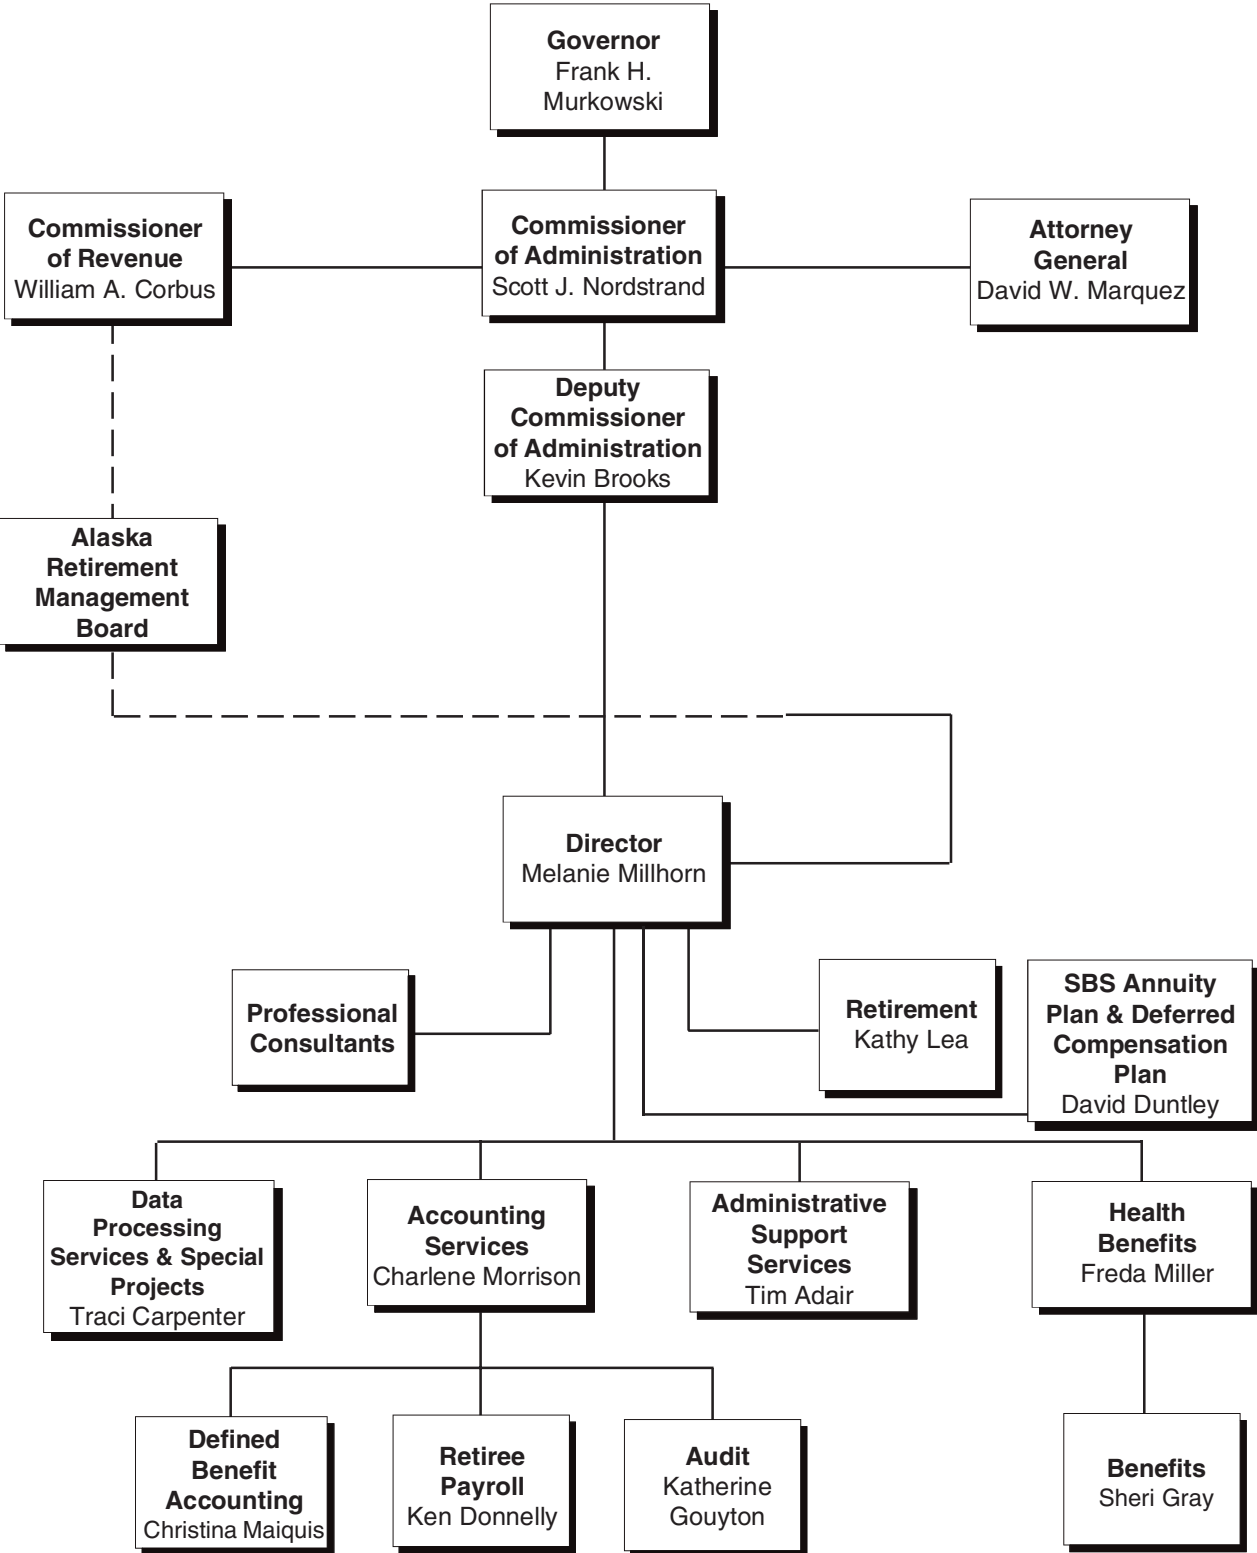 Governor
Frank H.
Murkowski
Commissioner
of Revenue
William A. Corbus
Commissioner
of Administration
Scott J. Nordstrand
Attorney
General
David W. Marquez
Deputy
Commissioner
of Administration
Kevin Brooks
Alaska
Retirement
Management
Board
Director
Melanie Millhorn
Professional
Consultants
Retirement
Kathy Lea
SBS Annuity
Plan & Deferred
Compensation
Plan
David Duntley
Data
Processing
Services & Special
Projects
Traci Carpenter
Accounting
Services
Charlene Morrison
Administrative
Support
Services
Tim Adair
Health
Benefits
Freda Miller
Defined
Benefit
Accounting
Christina Maiquis
Retiree
Payroll
Ken Donnelly
Audit
Katherine
Gouyton
Benefits
Sheri Gray